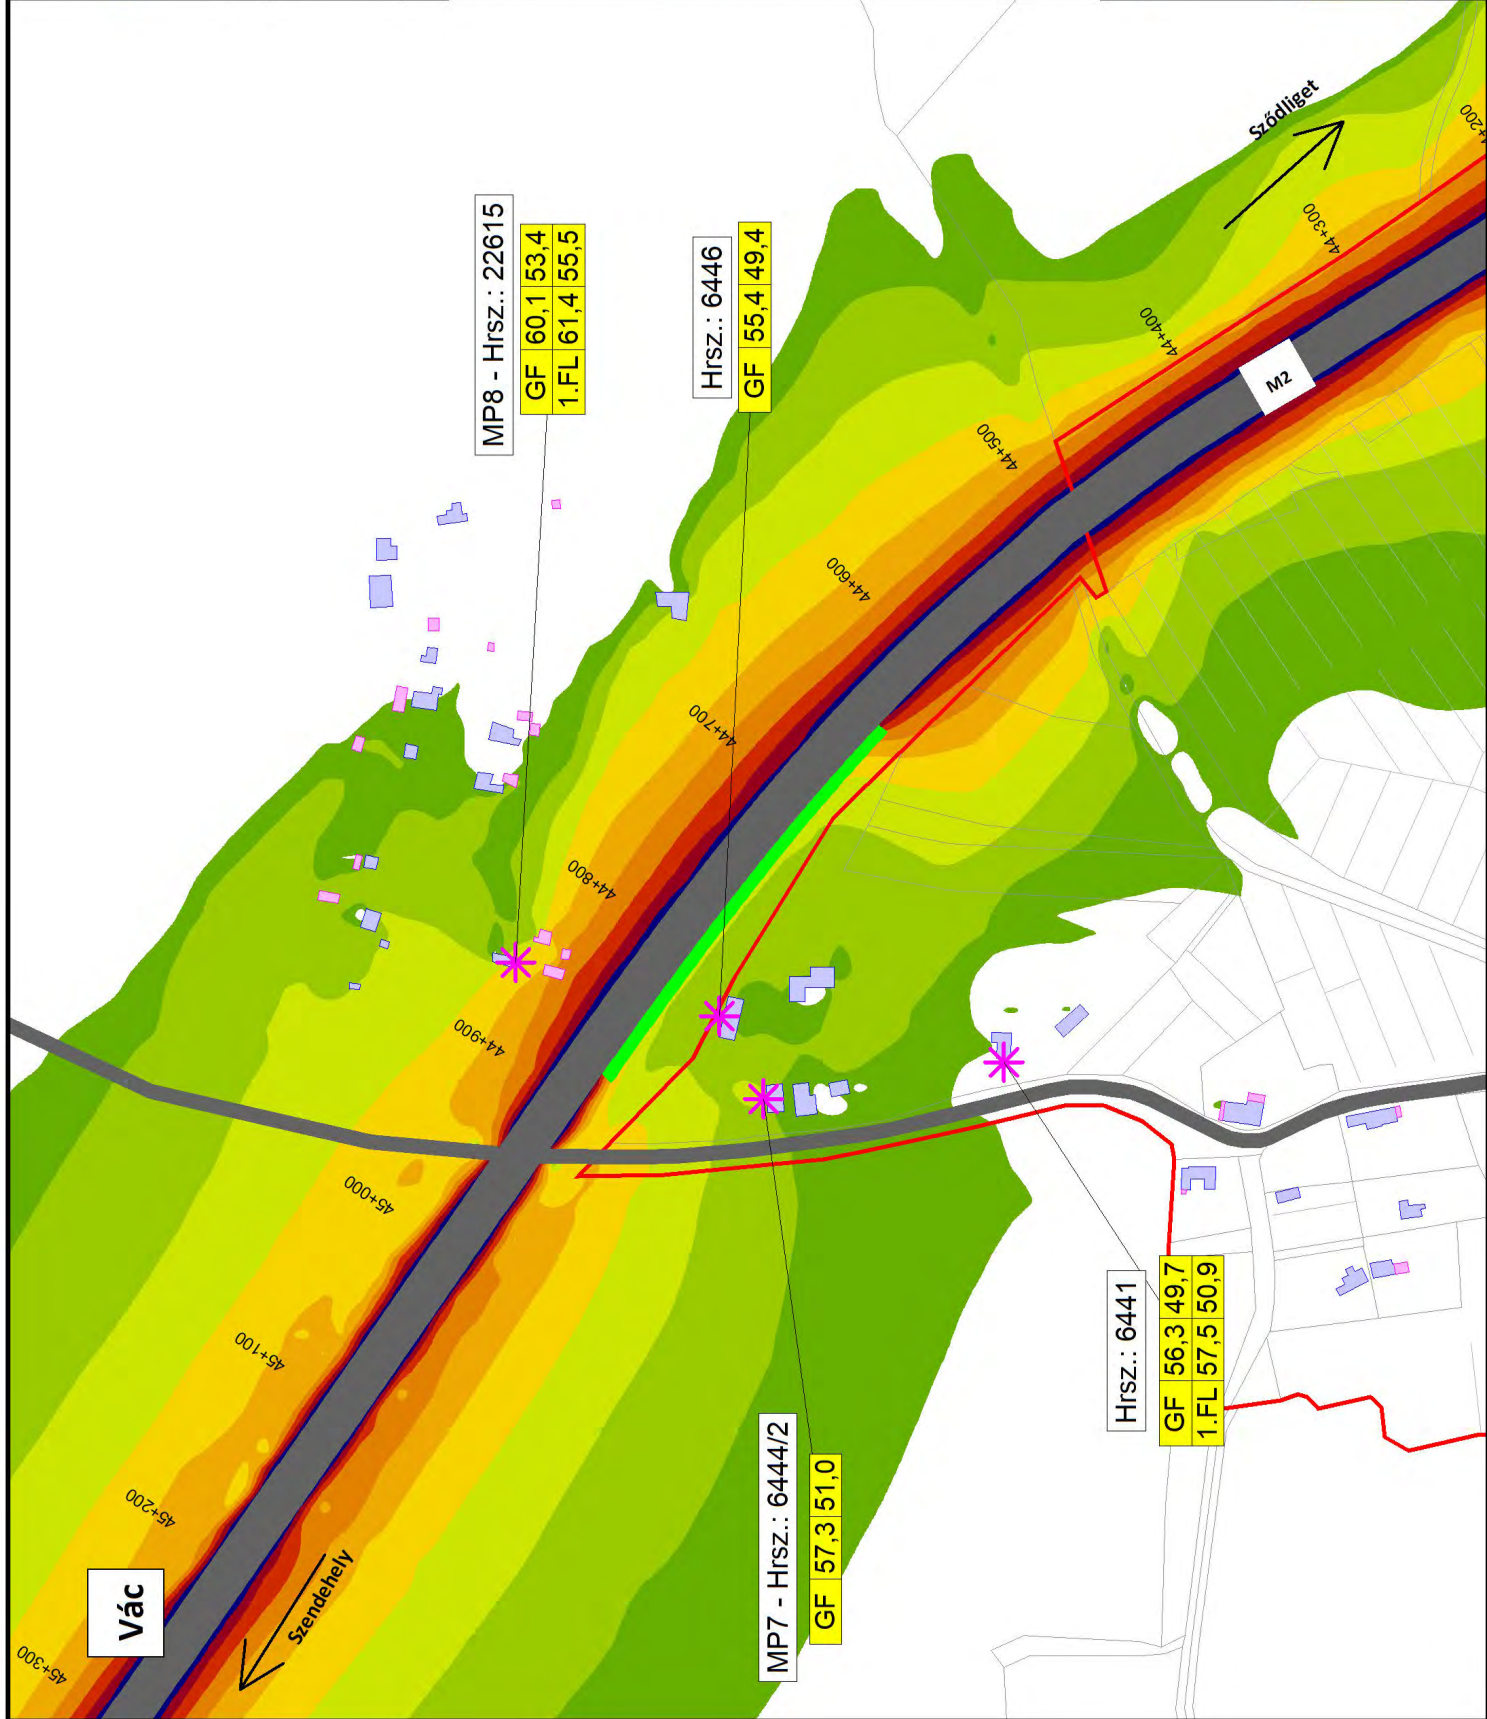 Vác
45+300
45+200
45+100
45+000
44+900
44+800
44+700
44+600
44+500
44+400
44+300
44+200
Szendehely
Sződliget
M2
MP8 - Hrsz.: 22615
GF 60,1 53,4
1.FL 61,4 55,5
Hrsz.: 6446
GF 55,4 49,4
MP7 - Hrsz.: 6444/2
GF 57,3 51,0
Hrsz.: 6441
GF 56,3 49,7
1.FL 57,5 50,9